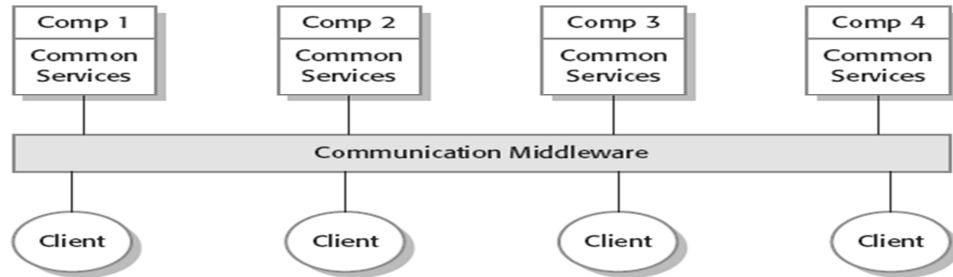 Comp 1
Common
Services
Comp 2
Common
Services
Comp 3
Common
Services
Comp 4
Common
Services
Communication Middleware
Client
Client
Client
Client